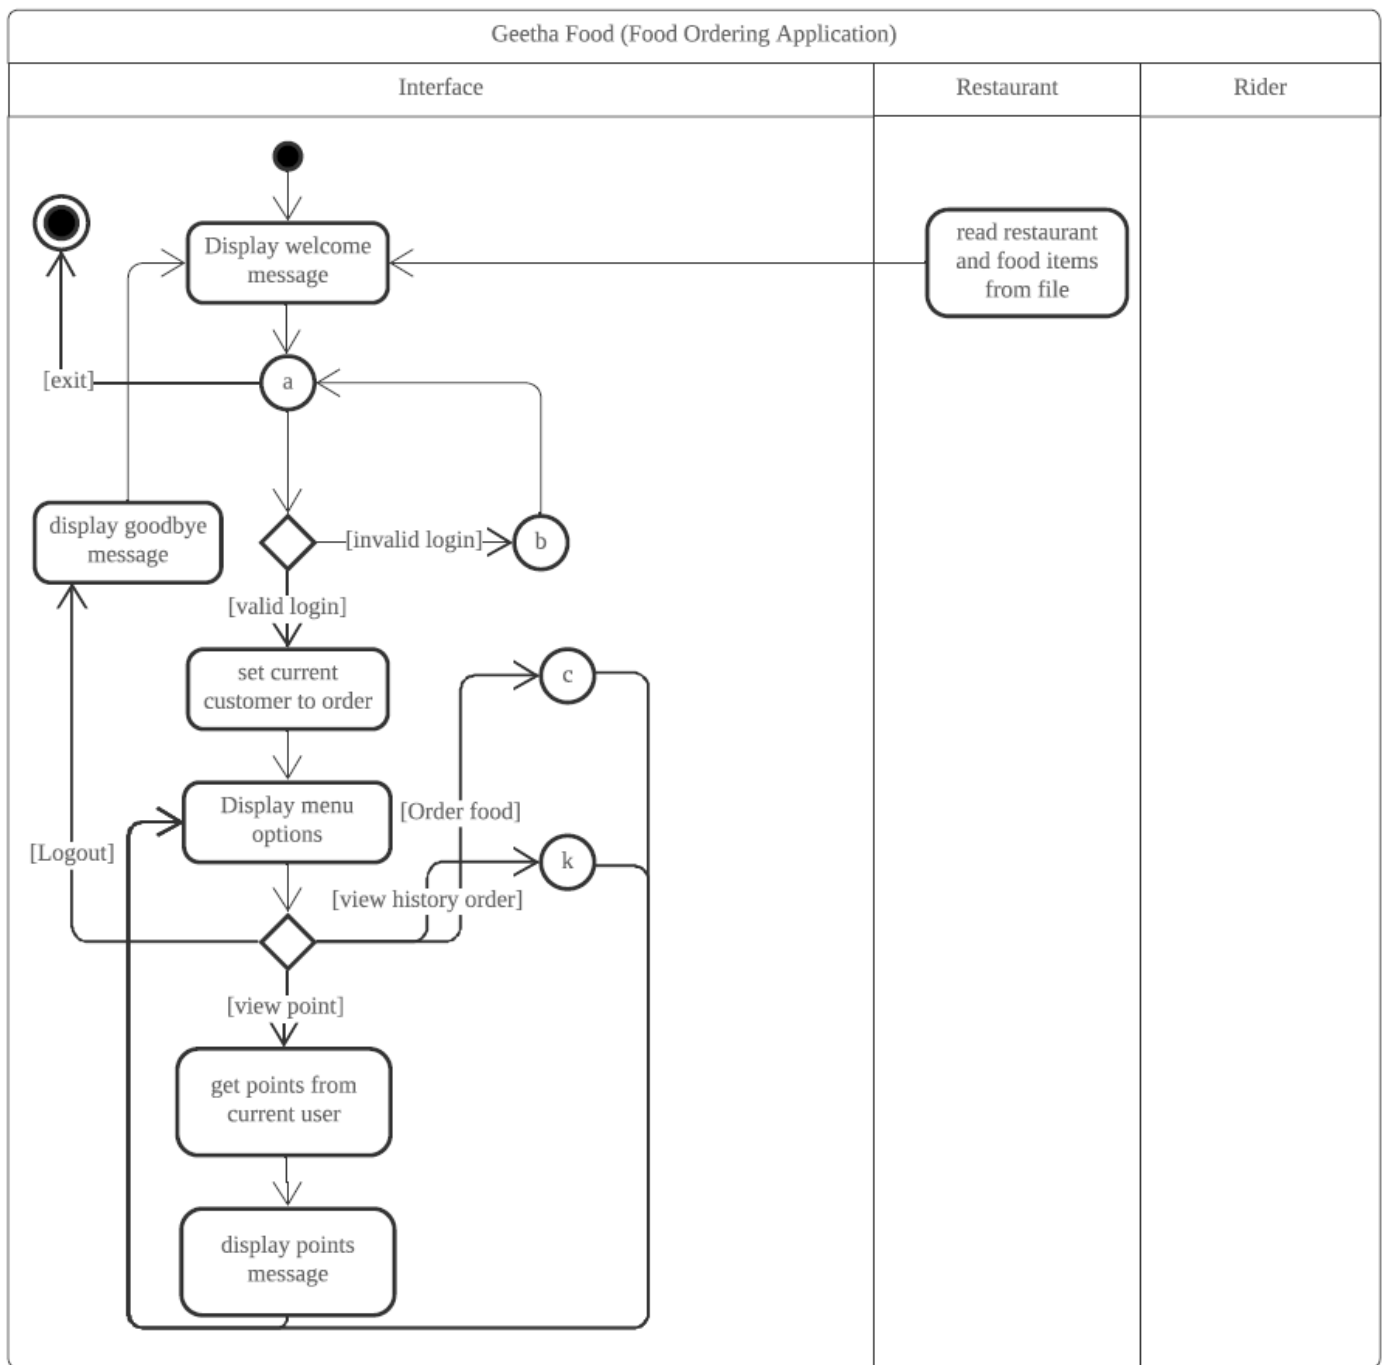 Geetha Food (Food Ordering Application)
Interface
Restaurant
Rider
Display welcome
message
read restaurant
and food items
from file
[exit]
a
display goodbye
message
[invalid login]
b
[valid login]
set current
customer to order
c
Display menu
options
[Order food]
[Logout]
k
[view history order]
[view point]
get points from
current user
display points
message